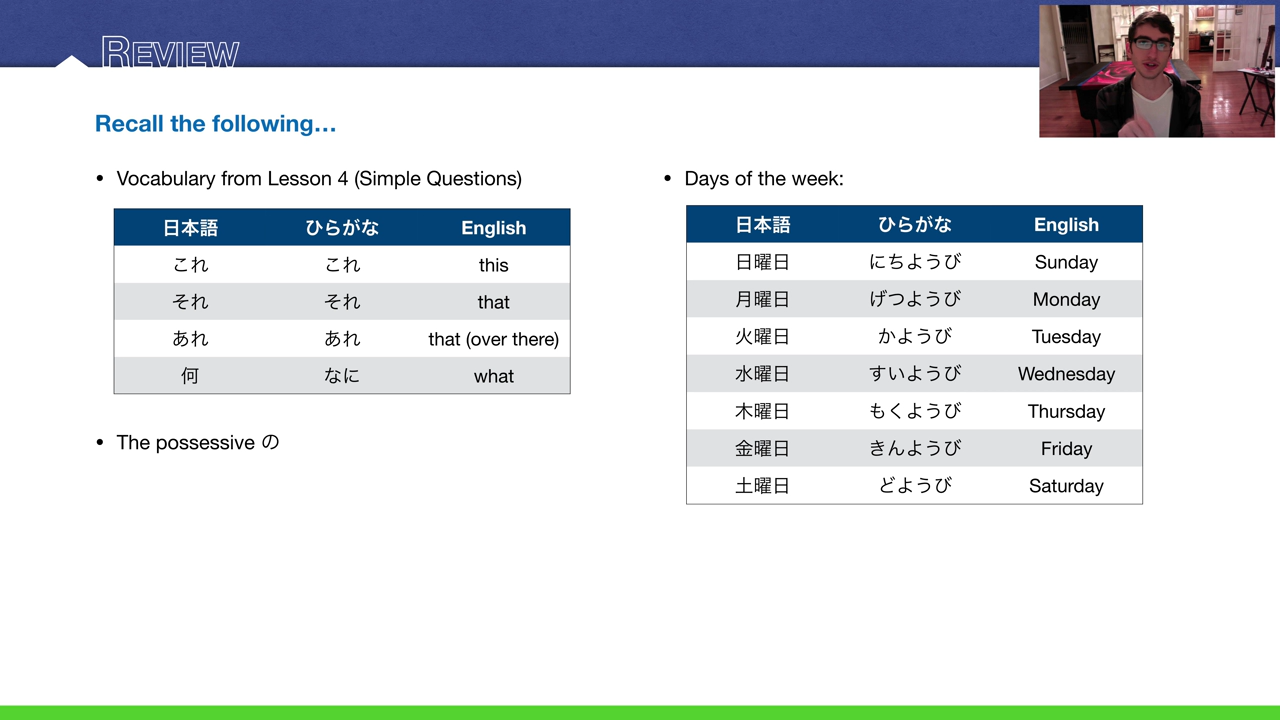 REVIEW
Recall the following…
• Vocabulary from Lesson 4 (Simple Questions)
日本語 ひらがな English
これ これ this
それ それ that
あれ あれ that (over there)
何 なに what
• The possessive の
• Days of the week:
日本語 ひらがな English
日曜日 にちようび Sunday
月曜日 げつようび Monday
火曜日 かようび Tuesday
水曜日 すいようび Wednesday
木曜日 もくようび Thursday
金曜日 きんようび Friday
土曜日 どようび Saturday